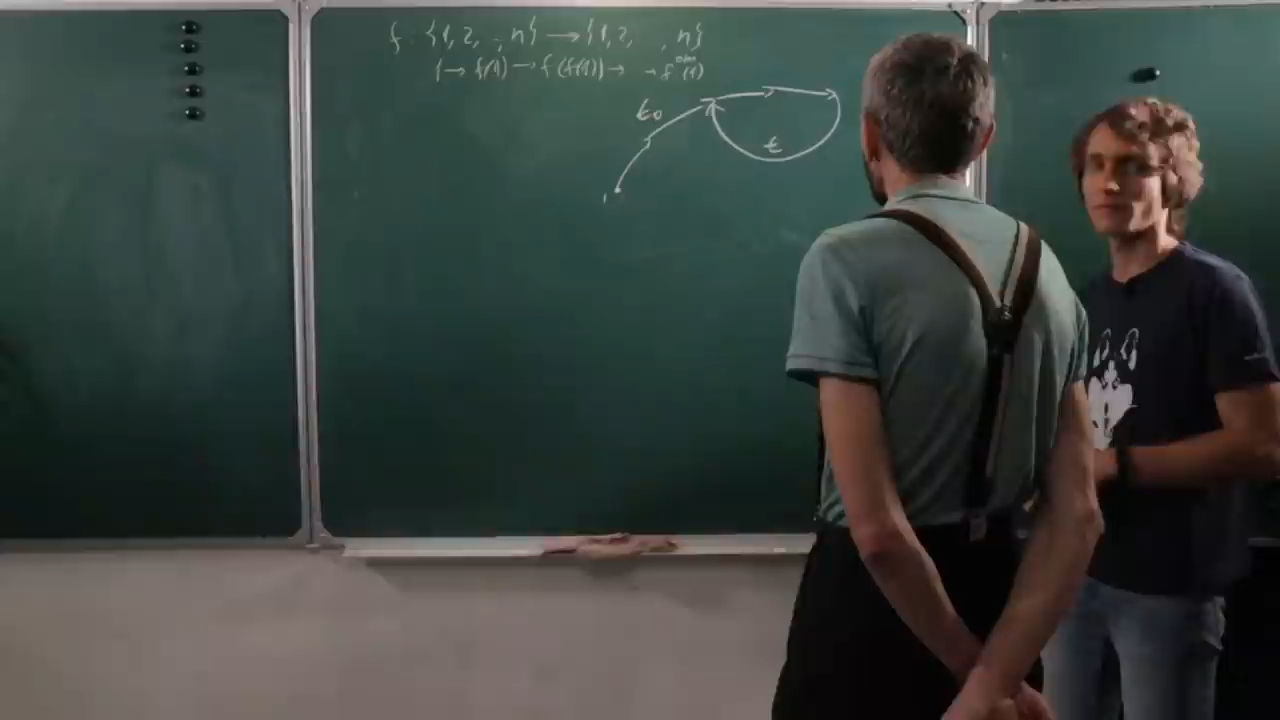 f: {1, 2, .., n} → {1, 2, , n}
1 → f(1) → f(f(1)) → → f (1)
t₀
t
1